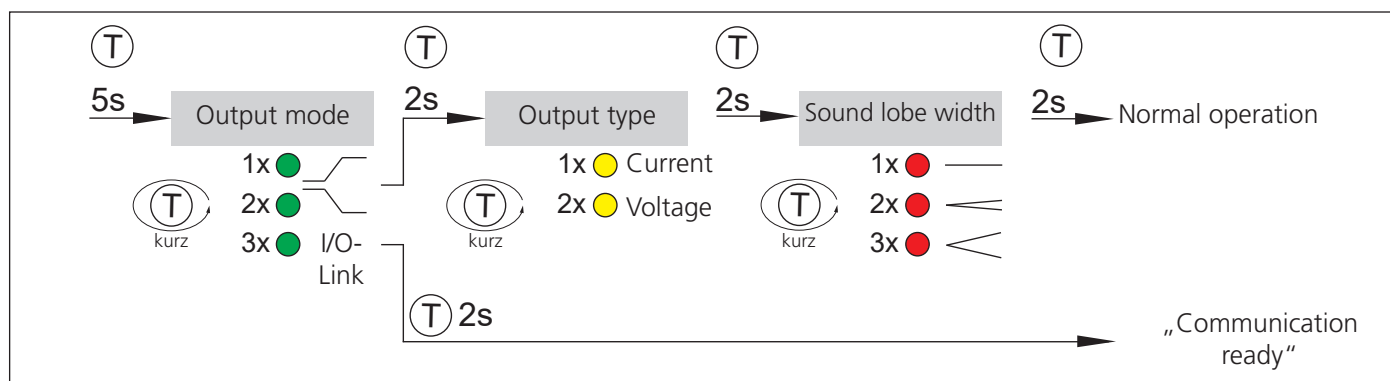 T
T
T
T
5s
Output mode
2s
Output type
2s
Sound lobe width
2s
Normal operation
1x
1x
Current
1x
T
kurz
2x
T
kurz
2x
Voltage
T
kurz
2x
3x
I/O-
Link
3x
T
2s
„Communication
ready“